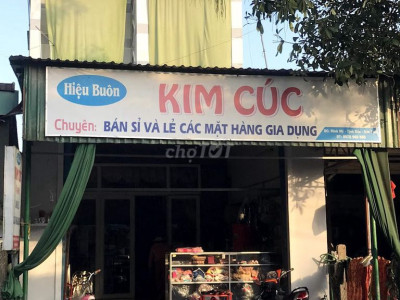 Hiệu Buôn
KIM CÚC
Chuyên: BÁN SỈ VÀ LẺ CÁC MẶT HÀNG GIA DỤNG
chợTỐT